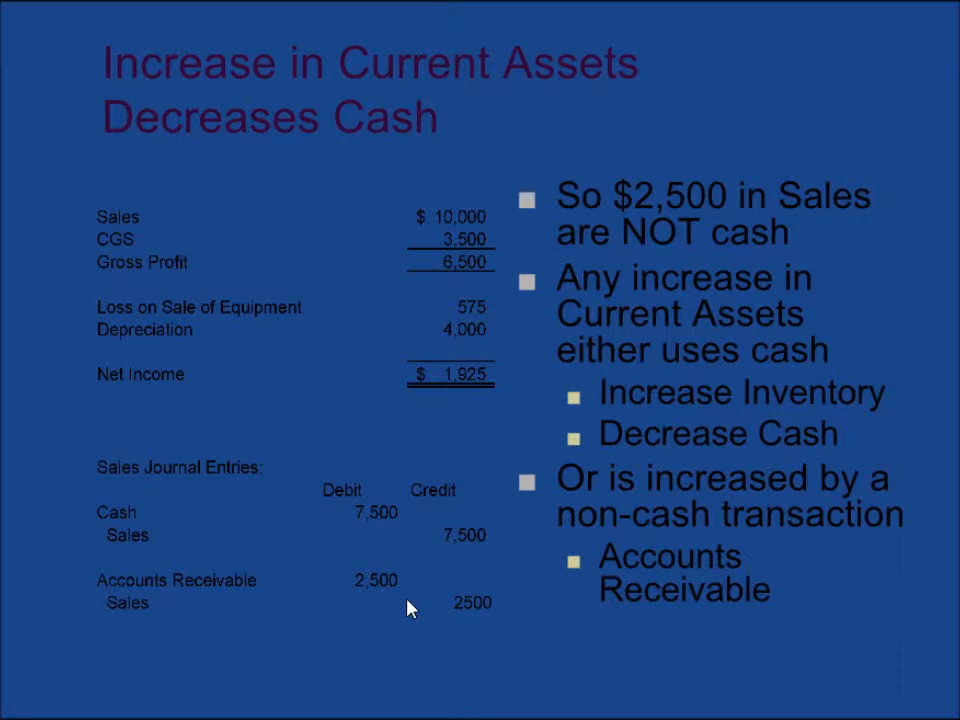 Increase in Current Assets
Decreases Cash
Sales $ 10,000
CGS 3.500
Gross Profit 6,500
Loss on Sale of Equipment 575
Depreciation 4,000
Net Income $ 1,925
Sales Journal Entries:
Debit Credit
Cash 7,500
Sales 7,500
Accounts Receivable 2,500
Sales 2500
So $2,500 in Sales
are NOT cash
Any increase in
Current Assets
either uses cash
Increase Inventory
Decrease Cash
Or is increased by a
non-cash transaction
Accounts
Receivable